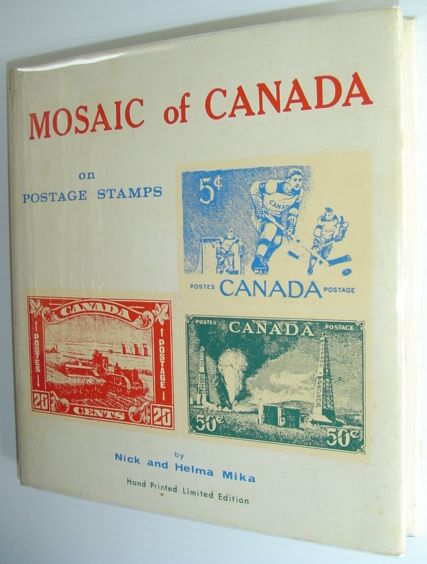 MOSAIC of CANADA
on
POSTAGE STAMPS
5¢
CANADA
POSTES CANADA POSTAGE
CANADA
POSTES
POSTAGE
20 CENTS 20
POSTES CANADA POSTAGE
50¢ 50¢
by
Nick and Helma Mika
Hand Printed Limited Edition